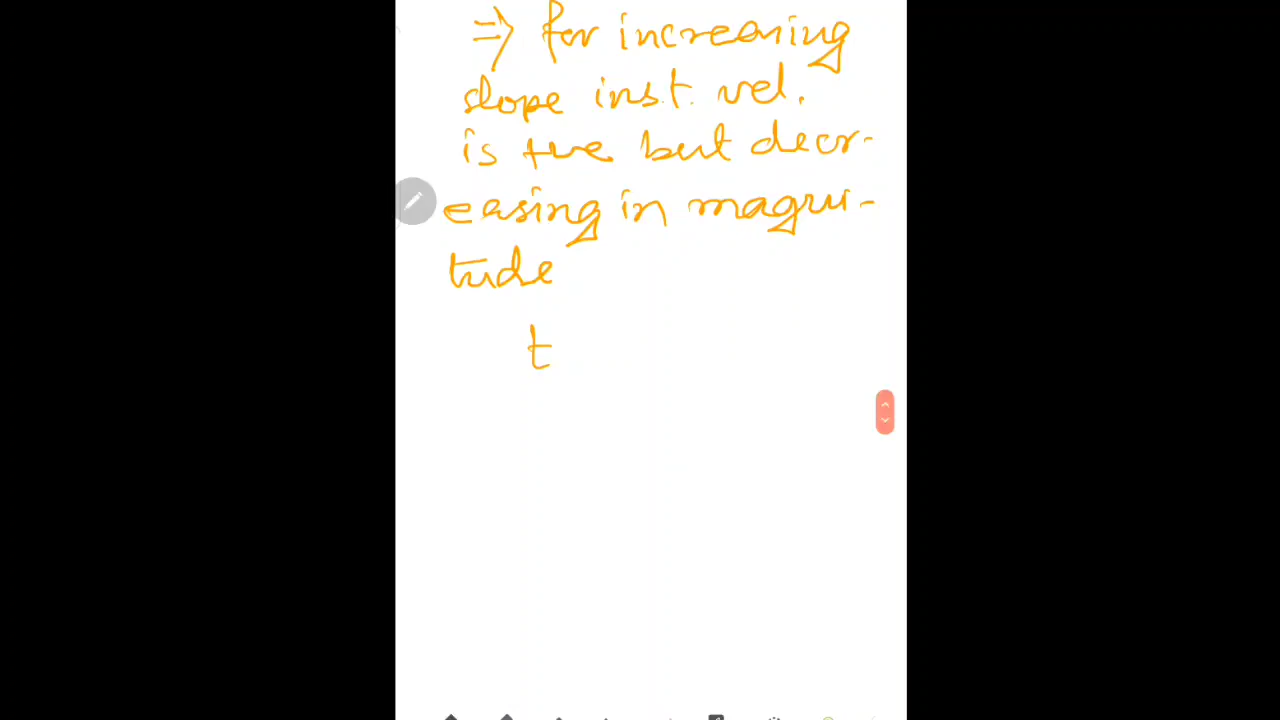 ⇒ for increasing
slope inst. vel.
is +ve but decr-
easing in magni-
tude
t